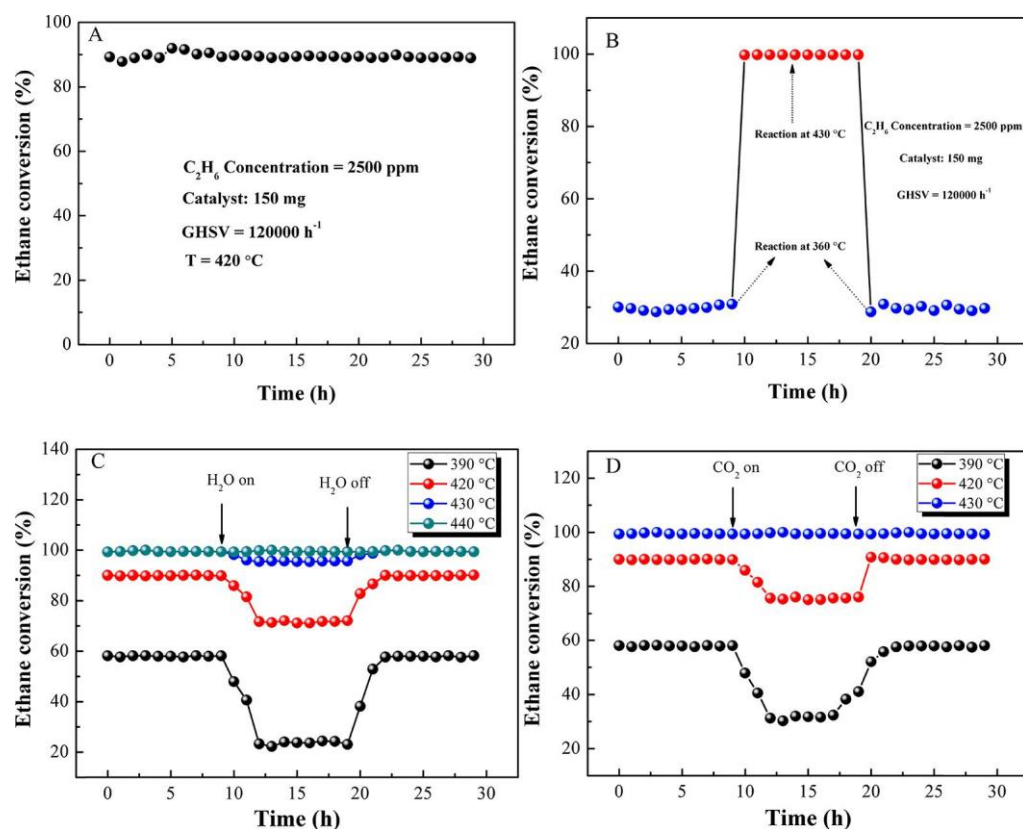 A
Ethane conversion (%)
100
80
60
40
20
0
C₂H₆ Concentration = 2500 ppm
Catalyst: 150 mg
GHSV = 120000 h⁻¹
T = 420 °C
0 5 10 15 20 25 30
Time (h)
B
Ethane conversion (%)
100
80
60
40
20
Reaction at 430 °C
C₂H₆ Concentration = 2500 ppm
Catalyst: 150 mg
GHSV = 120000 h⁻¹
Reaction at 360 °C
0 5 10 15 20 25 30
Time (h)
C
Ethane conversion (%)
140
120
100
80
60
40
20
H₂O on
H₂O off
390 °C
420 °C
430 °C
440 °C
0 5 10 15 20 25 30
Time (h)
D
Ethane conversion (%)
120
100
80
60
40
20
CO₂ on
CO₂ off
390 °C
420 °C
430 °C
0 5 10 15 20 25 30
Time (h)